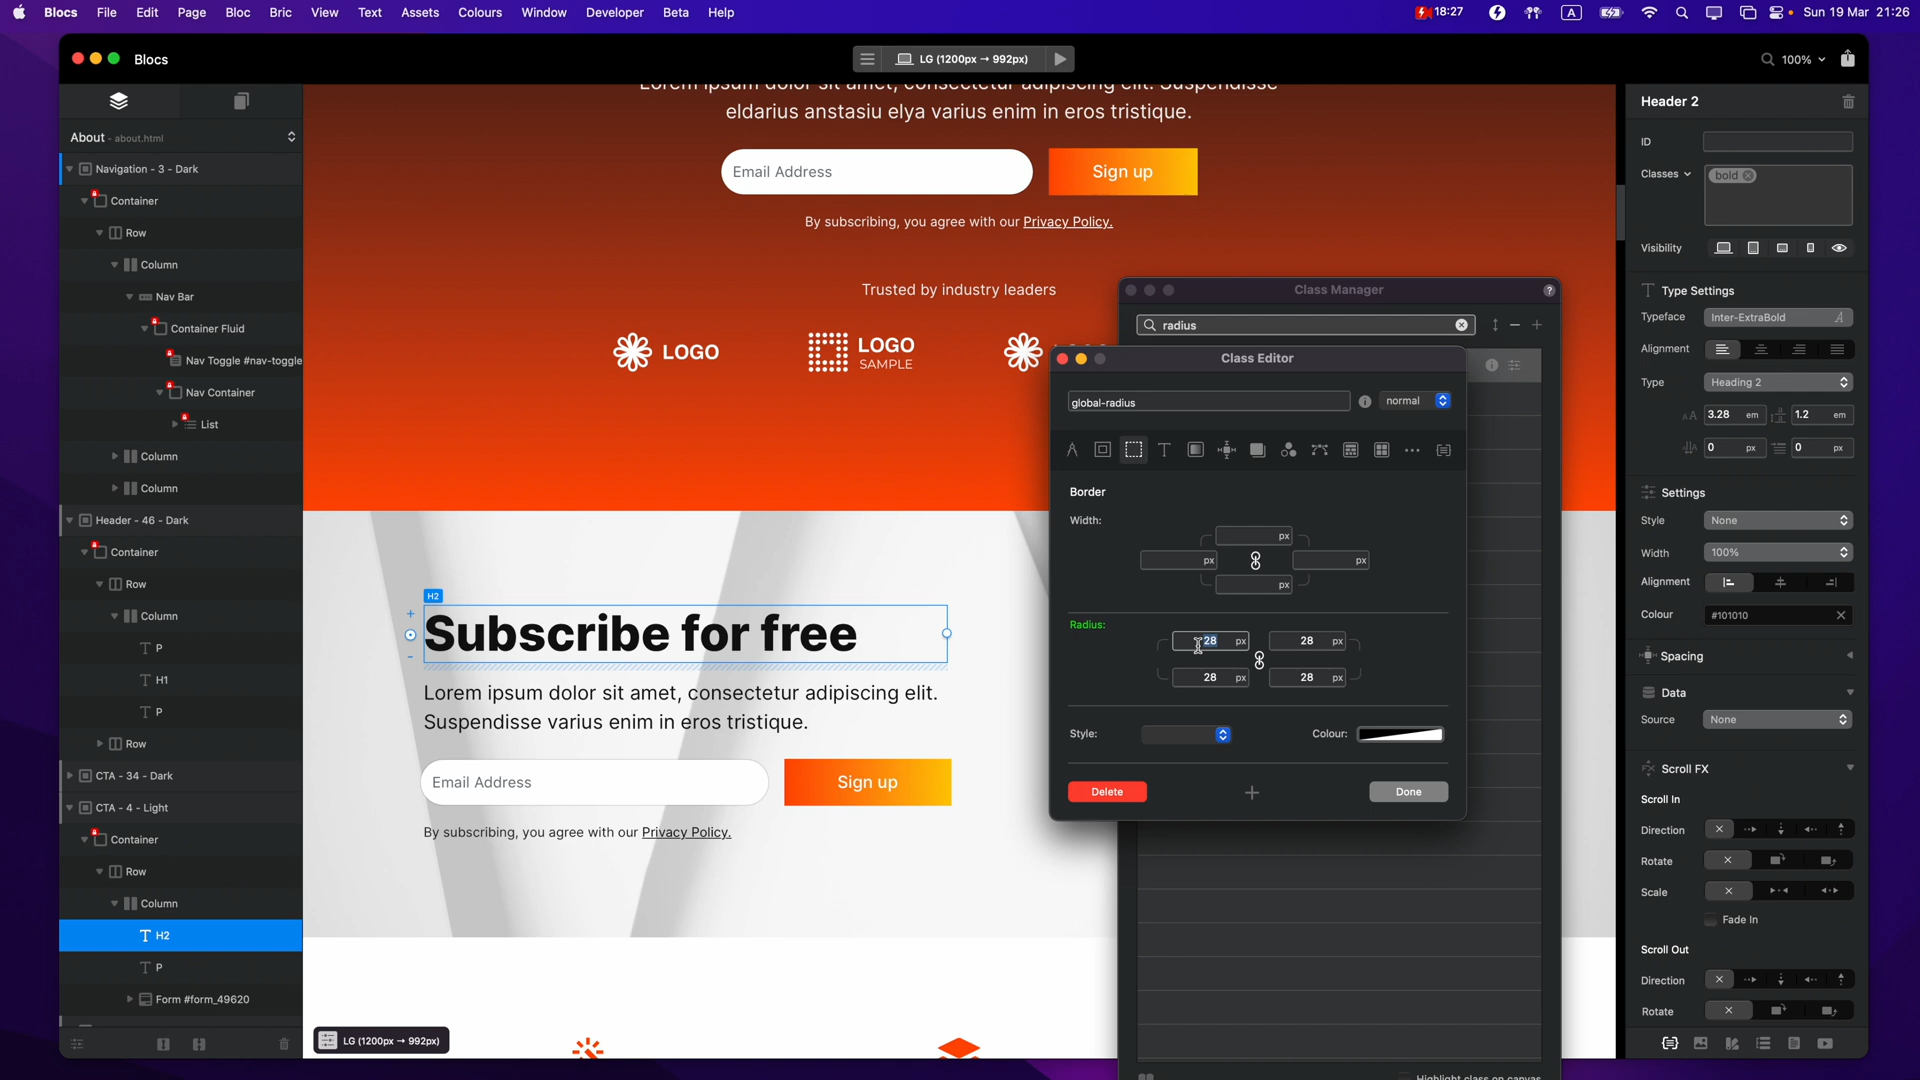 Blocs File Edit Page Bloc Bric View Text Assets Colours Window Developer Beta Help
18:27 A Sun 19 Mar 21:26
Blocs
LG (1200px → 992px)
100%
About - about.html
Navigation - 3 - Dark
Container
Row
Column
Nav Bar
Container Fluid
Nav Toggle #nav-toggle
Nav Container
List
Column
Column
Header - 46 - Dark
Container
Row
Column
P
H1
P
Row
CTA - 34 - Dark
CTA - 4 - Light
Container
Row
Column
H2
P
Form #form_49620
Lorem ipsum dolor sit amet, consectetur adipiscing elit. Suspendisse
eldarius anstasiu elya varius enim in eros tristique.
Email Address
Sign up
By subscribing, you agree with our Privacy Policy.
Trusted by industry leaders
LOGO
LOGO
SAMPLE
H2
Subscribe for free
Lorem ipsum dolor sit amet, consectetur adipiscing elit.
Suspendisse varius enim in eros tristique.
Email Address
Sign up
By subscribing, you agree with our Privacy Policy.
LG (1200px → 992px)
Class Manager
?
radius
Class Editor
global-radius
normal
Border
Width:
px
px px
px
Radius:
28 px 28 px
28 px 28 px
Style:
Colour:
Delete
Done
Highlight class on canvas
Header 2
ID
Classes
bold
Visibility
Type Settings
Typeface Inter-ExtraBold
Alignment
Type Heading 2
3.28 em 1.2 em
0 px 0 px
Settings
Style None
Width 100%
Alignment
Colour #101010
Spacing
Data
Source None
Scroll FX
Scroll In
Direction
Rotate
Scale
Fade In
Scroll Out
Direction
Rotate